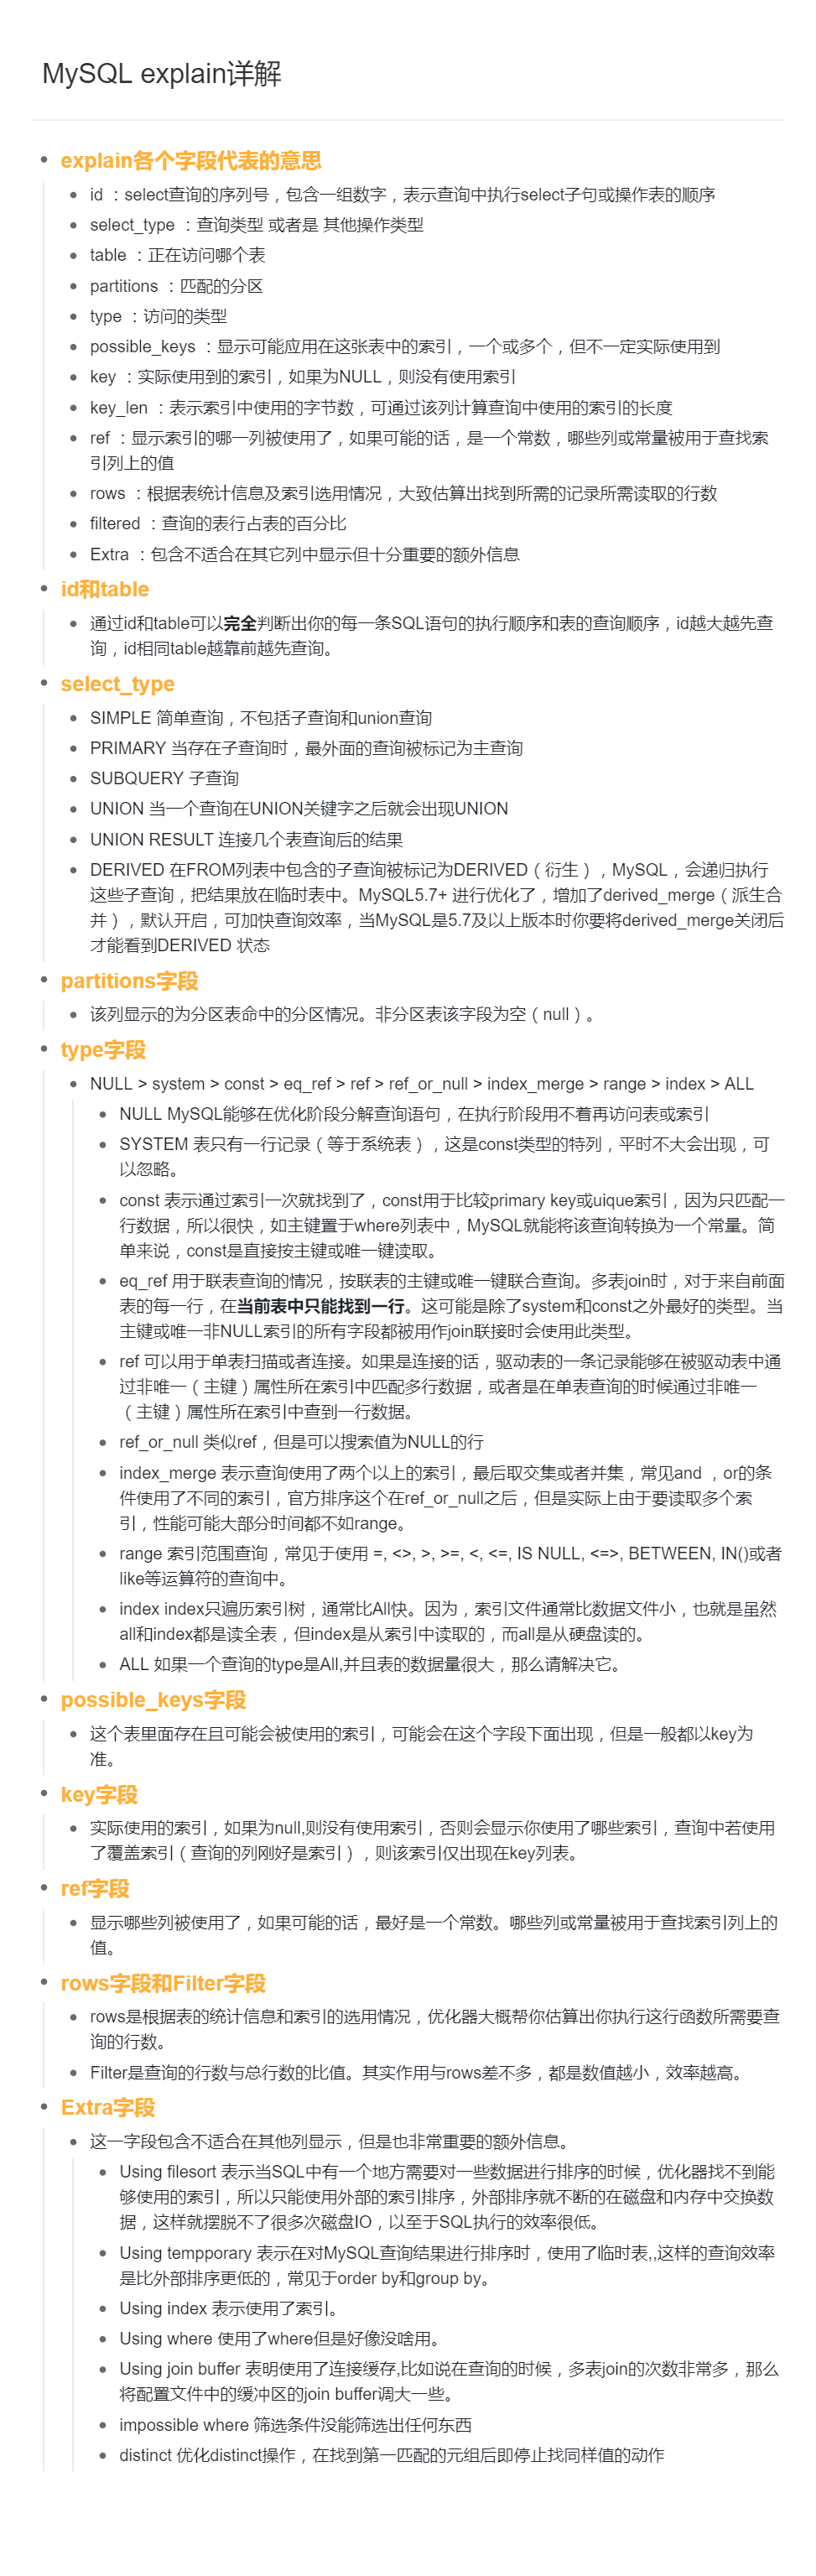 MySQL explain详解
explain各个字段代表的意思
id ：select查询的序列号，包含一组数字，表示查询中执行select子句或操作表的顺序
select_type ：查询类型 或者是 其他操作类型
table ：正在访问哪个表
partitions ：匹配的分区
type ：访问的类型
possible_keys ：显示可能应用在这张表中的索引，一个或多个，但不一定实际使用到
key ：实际使用到的索引，如果为NULL，则没有使用索引
key_len ：表示索引中使用的字节数，可通过该列计算查询中使用的索引的长度
ref ：显示索引的哪一列被使用了，如果可能的话，是一个常数，哪些列或常量被用于查找索
引列上的值
rows ：根据表统计信息及索引选用情况，大致估算出找到所需的记录所需读取的行数
filtered ：查询的表行占表的百分比
Extra ：包含不适合在其它列中显示但十分重要的额外信息
id和table
通过id和table可以完全判断出你的每一条SQL语句的执行顺序和表的查询顺序，id越大越先查
询，id相同table越靠前越先查询。
select_type
SIMPLE 简单查询，不包括子查询和union查询
PRIMARY 当存在子查询时，最外面的查询被标记为主查询
SUBQUERY 子查询
UNION 当一个查询在UNION关键字之后就会出现UNION
UNION RESULT 连接几个表查询后的结果
DERIVED 在FROM列表中包含的子查询被标记为DERIVED（衍生），MySQL，会递归执行
这些子查询，把结果放在临时表中。MySQL5.7+ 进行优化了，增加了derived_merge（派生合
并），默认开启，可加快查询效率，当MySQL是5.7及以上版本时你要将derived_merge关闭后
才能看到DERIVED 状态
partitions字段
该列显示的为分区表命中的分区情况。非分区表该字段为空（null）。
type字段
NULL > system > const > eq_ref > ref > ref_or_null > index_merge > range > index > ALL
NULL MySQL能够在优化阶段分解查询语句，在执行阶段用不着再访问表或索引
SYSTEM 表只有一行记录（等于系统表），这是const类型的特列，平时不大会出现，可
以忽略。
const 表示通过索引一次就找到了，const用于比较primary key或uique索引，因为只匹配一
行数据，所以很快，如主键置于where列表中，MySQL就能将该查询转换为一个常量。简
单来说，const是直接按主键或唯一键读取。
eq_ref 用于联表查询的情况，按联表的主键或唯一键联合查询。多表join时，对于来自前面
表的每一行，在当前表中只能找到一行。这可能是除了system和const之外最好的类型。当
主键或唯一非NULL索引的所有字段都被用作join联接时会使用此类型。
ref 可以用于单表扫描或者连接。如果是连接的话，驱动表的一条记录能够在被驱动表中通
过非唯一（主键）属性所在索引中匹配多行数据，或者是在单表查询的时候通过非唯一
（主键）属性所在索引中查到一行数据。
ref_or_null 类似ref，但是可以搜索值为NULL的行
index_merge 表示查询使用了两个以上的索引，最后取交集或者并集，常见and ，or的条
件使用了不同的索引，官方排序这个在ref_or_null之后，但是实际上由于要读取多个索
引，性能可能大部分时间都不如range。
range 索引范围查询，常见于使用 =, <>, >, >=, <, <=, IS NULL, <=>, BETWEEN, IN()或者
like等运算符的查询中。
index index只遍历索引树，通常比All快。因为，索引文件通常比数据文件小，也就是虽然
all和index都是读全表，但index是从索引中读取的，而all是从硬盘读的。
ALL 如果一个查询的type是All,并且表的数据量很大，那么请解决它。
possible_keys字段
这个表里面存在且可能会被使用的索引，可能会在这个字段下面出现，但是一般都以key为
准。
key字段
实际使用的索引，如果为null,则没有使用索引，否则会显示你使用了哪些索引，查询中若使用
了覆盖索引（查询的列刚好是索引），则该索引仅出现在key列表。
ref字段
显示哪些列被使用了，如果可能的话，最好是一个常数。哪些列或常量被用于查找索引列上的
值。
rows字段和Filter字段
rows是根据表的统计信息和索引的选用情况，优化器大概帮你估算出你执行这行函数所需要查
询的行数。
Filter是查询的行数与总行数的比值。其实作用与rows差不多，都是数值越小，效率越高。
Extra字段
这一字段包含不适合在其他列显示，但是也非常重要的额外信息。
Using filesort 表示当SQL中有一个地方需要对一些数据进行排序的时候，优化器找不到能
够使用的索引，所以只能使用外部的索引排序，外部排序就不断的在磁盘和内存中交换数
据，这样就摆脱不了很多次磁盘IO，以至于SQL执行的效率很低。
Using tempporary 表示在对MySQL查询结果进行排序时，使用了临时表,,这样的查询效率
是比外部排序更低的，常见于order by和group by。
Using index 表示使用了索引。
Using where 使用了where但是好像没啥用。
Using join buffer 表明使用了连接缓存,比如说在查询的时候，多表join的次数非常多，那么
将配置文件中的缓冲区的join buffer调大一些。
impossible where 筛选条件没能筛选出任何东西
distinct 优化distinct操作，在找到第一匹配的元组后即停止找同样值的动作